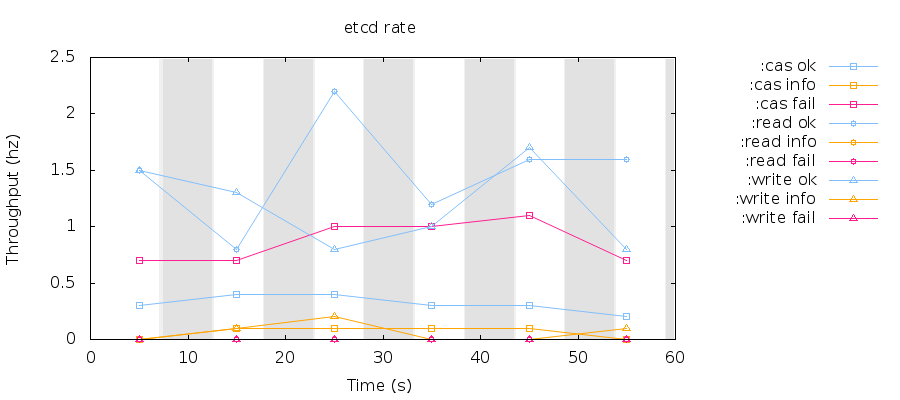 etcd rate
Throughput (hz)
2.5
2
1.5
1
0.5
0
0 10 20 30 40 50 60
Time (s)
:cas ok
:cas info
:cas fail
:read ok
:read info
:read fail
:write ok
:write info
:write fail